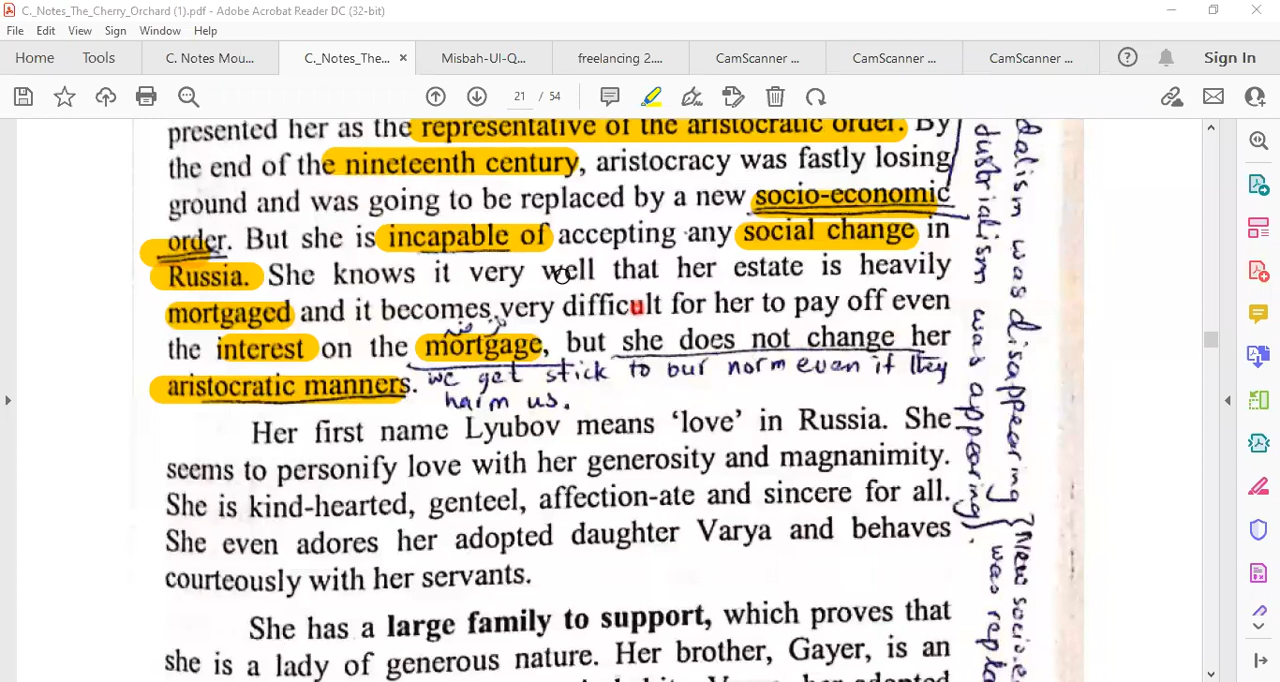 C._Notes_The_Cherry_Orchard (1).pdf - Adobe Acrobat Reader DC (32-bit)
File Edit View Sign Window Help
Home Tools C. Notes Mou... C._Notes_The... × Misbah-Ul-Q... freelancing 2.... CamScanner ... CamScanner ... CamScanner ... Sign In
21 / 54
presented her as the representative of the aristocratic order. By
the end of the nineteenth century, aristocracy was fastly losing
ground and was going to be replaced by a new socio-economic
order. But she is incapable of accepting any social change in
Russia. She knows it very well that her estate is heavily
mortgaged and it becomes very difficult for her to pay off even
the interest on the mortgage, but she does not change her
aristocratic manners. we get stick to our norm even if they
harm us.
Her first name Lyubov means ‘love’ in Russia. She
seems to personify love with her generosity and magnanimity.
She is kind-hearted, genteel, affection-ate and sincere for all.
She even adores her adopted daughter Varya and behaves
courteously with her servants.
She has a large family to support, which proves that
she is a lady of generous nature. Her brother, Gayer, is an
her adopted
dalism was disappearing
dustrialism was appearing.
{New socio-e
was repla